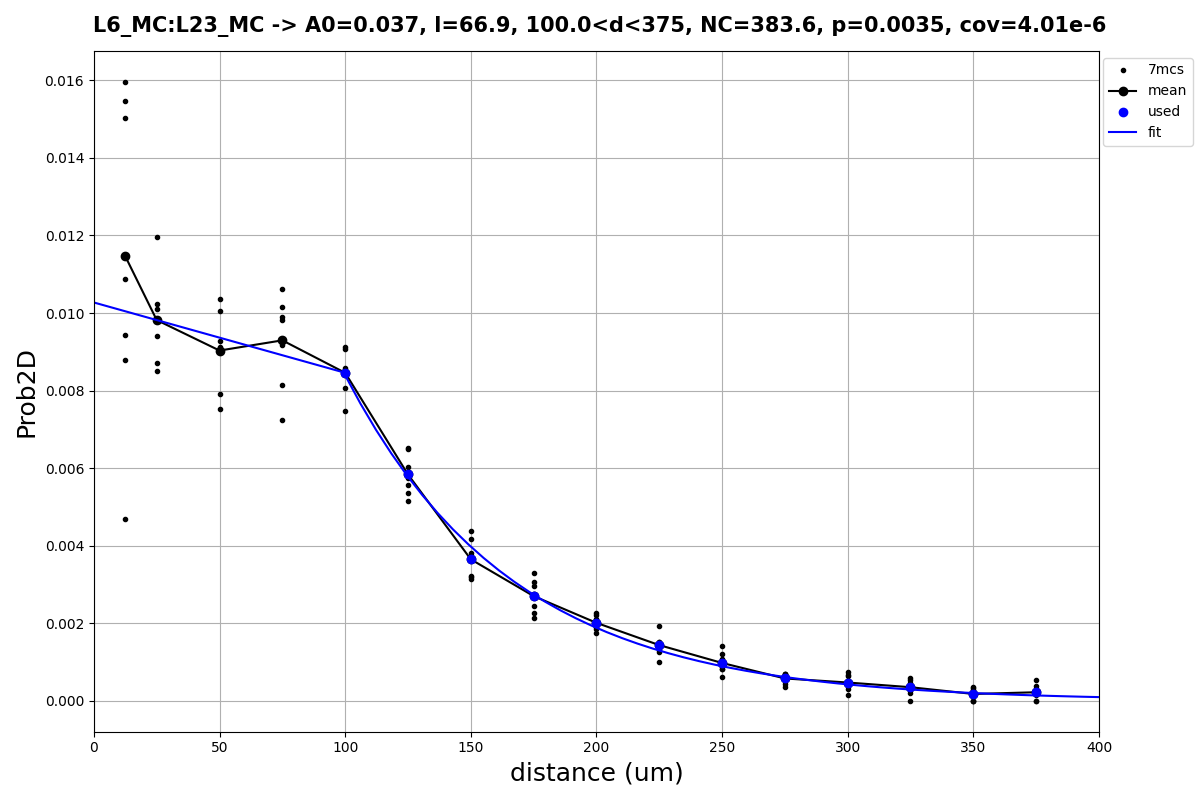 L6_MC:L23_MC -> A0=0.037, l=66.9, 100.0<d<375, NC=383.6, p=0.0035, cov=4.01e-6
7mcs
mean
used
fit
0.016
0.014
0.012
0.010
0.008
0.006
0.004
0.002
0.000
Prob2D
0 50 100 150 200 250 300 350 400
distance (um)